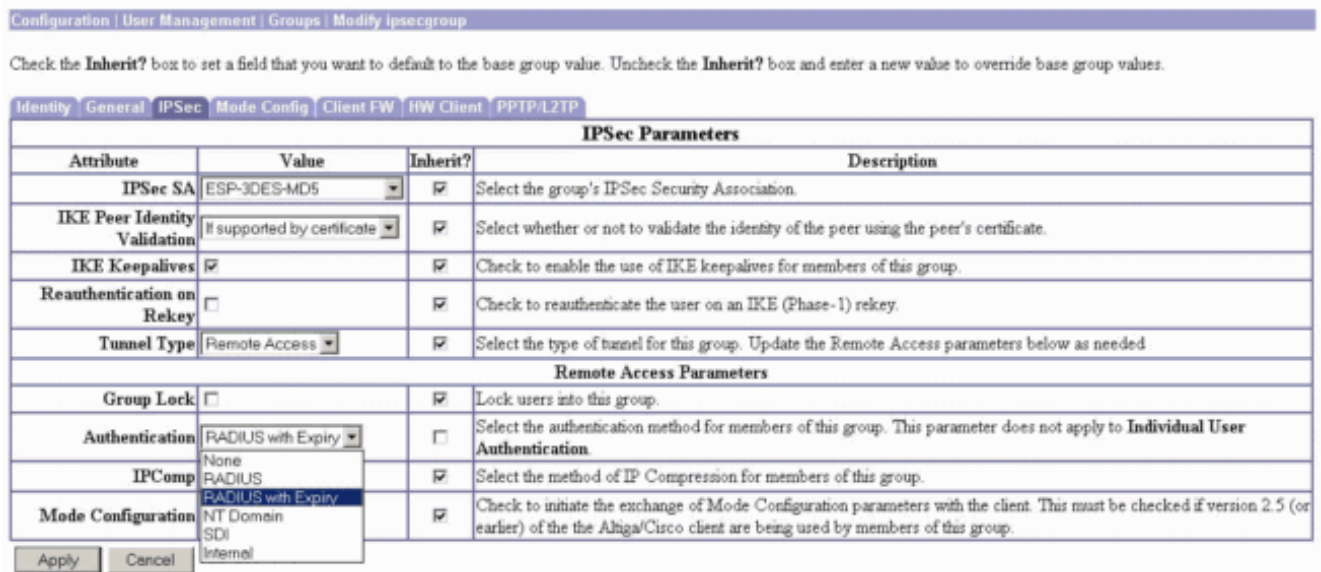 Configuration | User Management | Groups | Modify ipsecgroup
Check the Inherit? box to set a field that you want to default to the base group value. Uncheck the Inherit? box and enter a new value to override base group values.
Identity General IPSec Mode Config Client FW HW Client PPTP/L2TP
IPSec Parameters
Attribute Value Inherit? Description
IPSec SA ESP-3DES-MD5 Select the group's IPSec Security Association.
IKE Peer Identity
Validation If supported by certificate Select whether or not to validate the identity of the peer using the peer's certificate.
IKE Keepalives Check to enable the use of IKE keepalives for members of this group.
Reauthentication on
Rekey Check to reauthenticate the user on an IKE (Phase-1) rekey.
Tunnel Type Remote Access Select the type of tunnel for this group. Update the Remote Access parameters below as needed
Remote Access Parameters
Group Lock Lock users into this group.
Authentication RADIUS with Expiry Select the authentication method for members of this group. This parameter does not apply to Individual User
Authentication.
None
IPComp RADIUS Select the method of IP Compression for members of this group.
RADIUS with Expiry
Mode Configuration NT Domain Check to initiate the exchange of Mode Configuration parameters with the client. This must be checked if version 2.5 (or
SDI earlier) of the the Altiga/Cisco client are being used by members of this group.
Internal
Apply Cancel